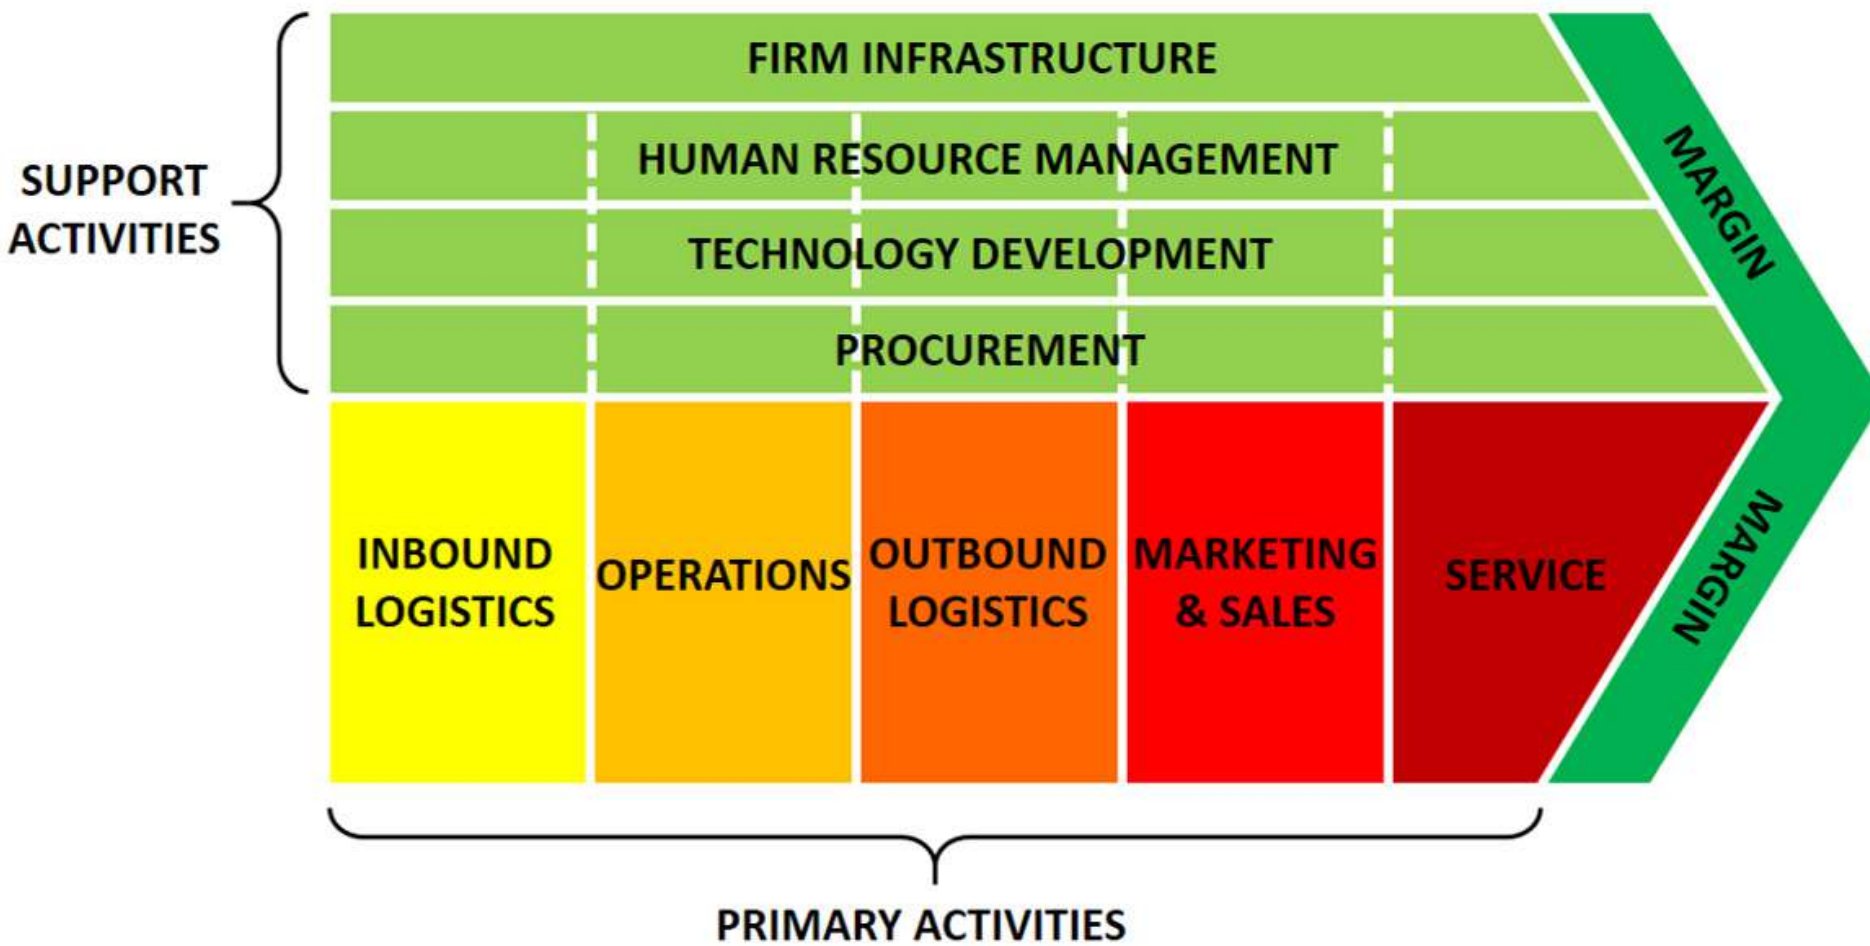 FIRM INFRASTRUCTURE
SUPPORT
ACTIVITIES
HUMAN RESOURCE MANAGEMENT
TECHNOLOGY DEVELOPMENT
PROCUREMENT
MARGIN
INBOUND
LOGISTICS
OPERATIONS
OUTBOUND
LOGISTICS
MARKETING
& SALES
SERVICE
MARGIN
PRIMARY ACTIVITIES